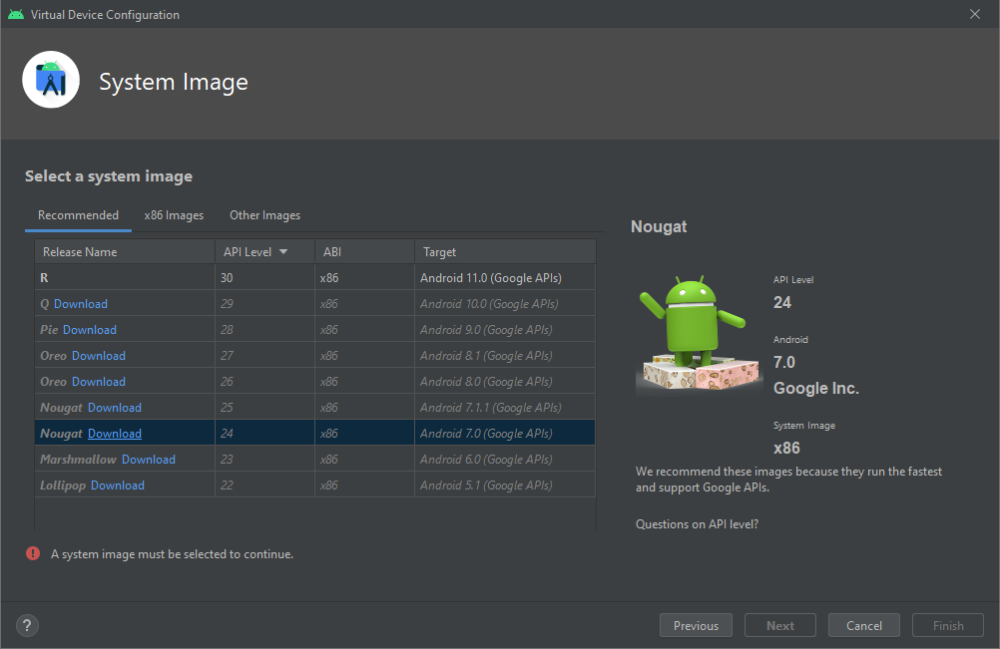 Virtual Device Configuration
System Image
Select a system image
Recommended x86 Images Other Images
Release Name API Level ABI Target
R 30 x86 Android 11.0 (Google APIs)
Q Download 29 x86 Android 10.0 (Google APIs)
Pie Download 28 x86 Android 9.0 (Google APIs)
Oreo Download 27 x86 Android 8.1 (Google APIs)
Oreo Download 26 x86 Android 8.0 (Google APIs)
Nougat Download 25 x86 Android 7.1.1 (Google APIs)
Nougat Download 24 x86 Android 7.0 (Google APIs)
Marshmallow Download 23 x86 Android 6.0 (Google APIs)
Lollipop Download 22 x86 Android 5.1 (Google APIs)
A system image must be selected to continue.
Nougat
API Level
24
Android
7.0
Google Inc.
System Image
x86
We recommend these images because they run the fastest
and support Google APIs.
Questions on API level?
? Previous Next Cancel Finish